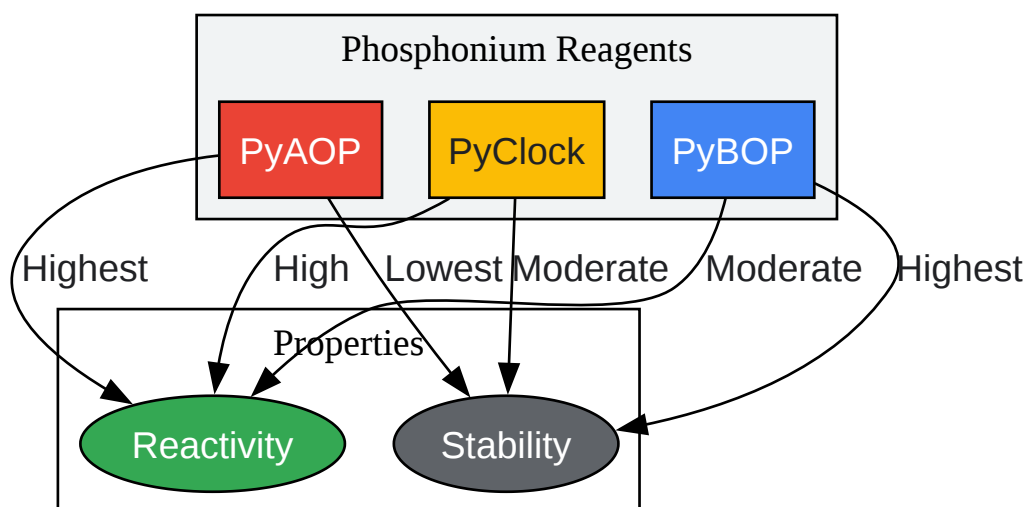 Phosphonium Reagents
PyAOP
PyClock
PyBOP
Highest
High
Lowest
Moderate
Moderate
Highest
Properties
Reactivity
Stability